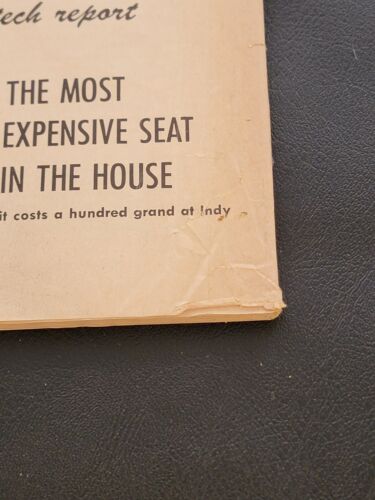 tech report
THE MOST
EXPENSIVE SEAT
IN THE HOUSE
it costs a hundred grand at Indy